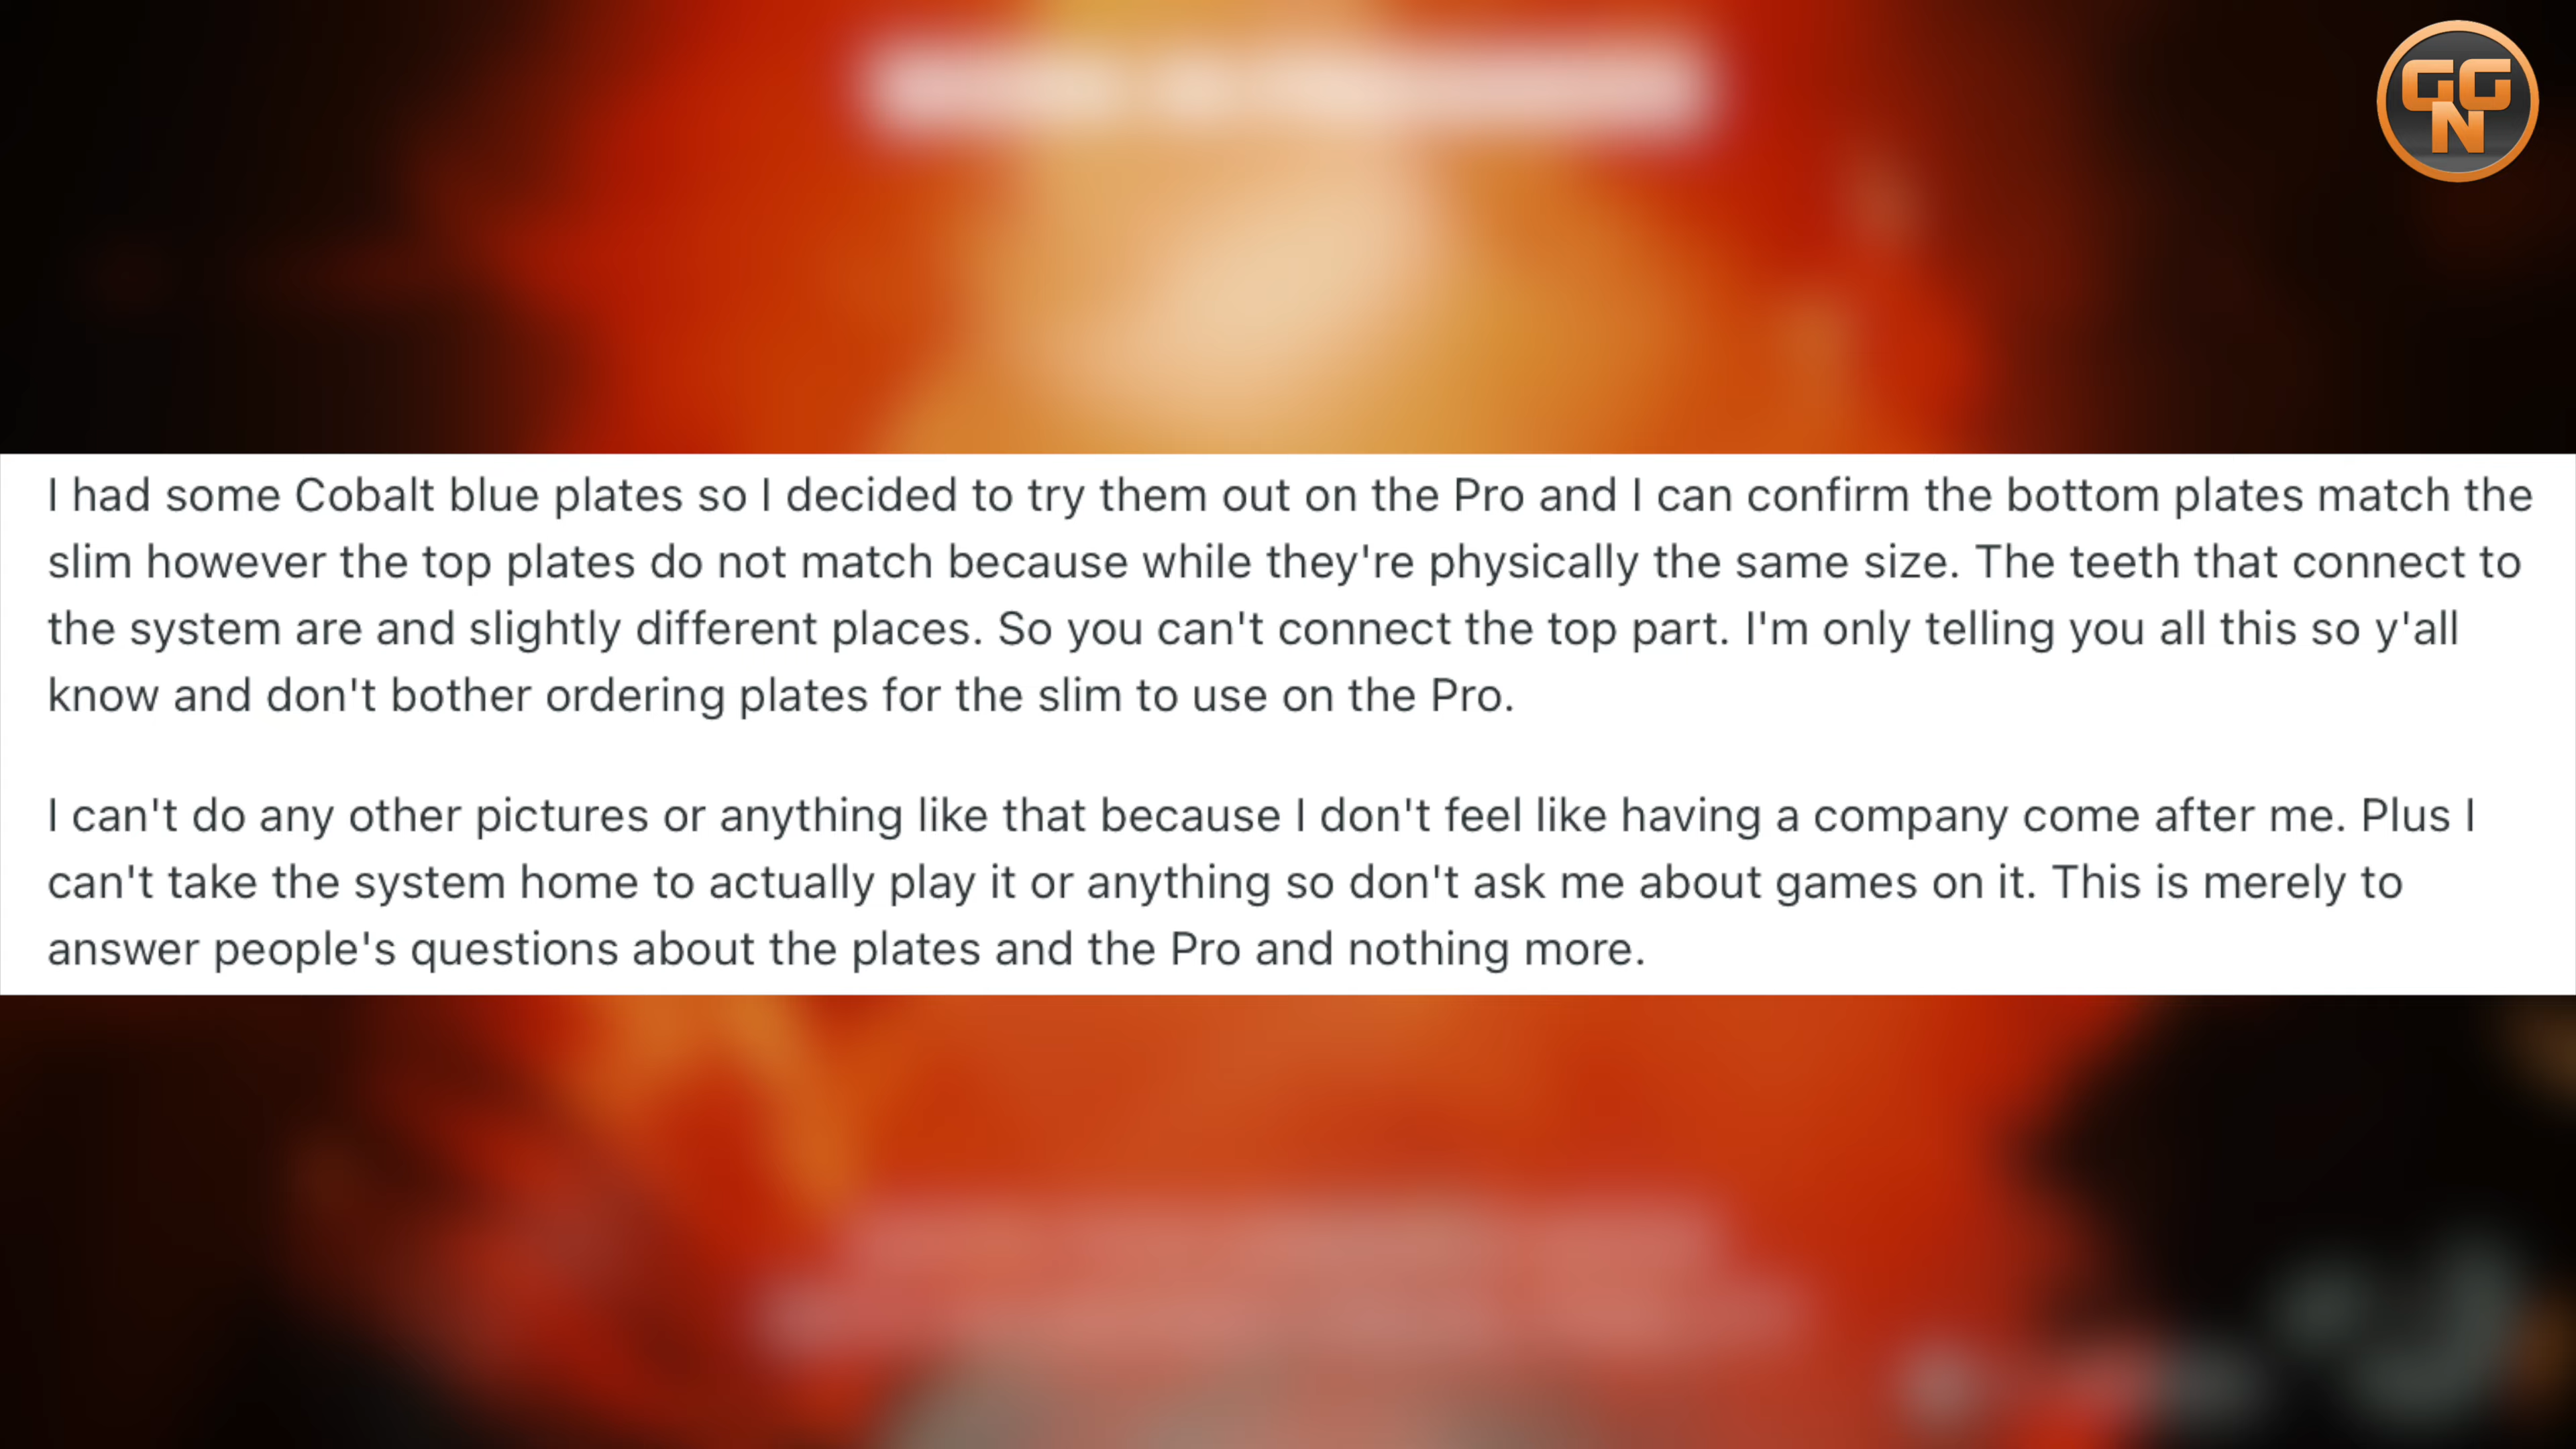 GGN
I had some Cobalt blue plates so I decided to try them out on the Pro and I can confirm the bottom plates match the
slim however the top plates do not match because while they're physically the same size. The teeth that connect to
the system are and slightly different places. So you can't connect the top part. I'm only telling you all this so y'all
know and don't bother ordering plates for the slim to use on the Pro.
I can't do any other pictures or anything like that because I don't feel like having a company come after me. Plus I
can't take the system home to actually play it or anything so don't ask me about games on it. This is merely to
answer people's questions about the plates and the Pro and nothing more.